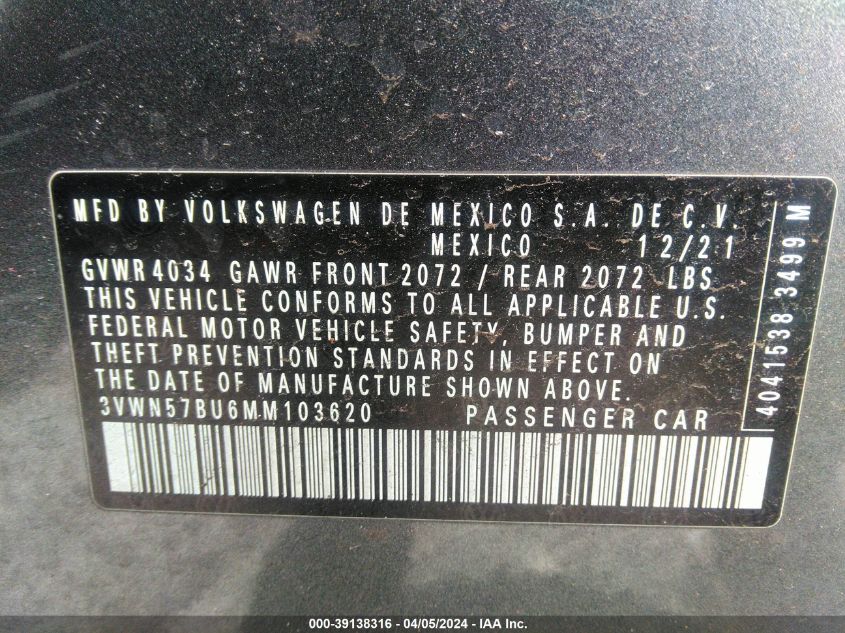 MFD BY VOLKSWAGEN DE MEXICO S.A. DE C.V.
MEXICO 12/21
GVWR 4034 GAWR FRONT 2072 / REAR 2072 LBS
THIS VEHICLE CONFORMS TO ALL APPLICABLE U.S.
FEDERAL MOTOR VEHICLE SAFETY, BUMPER AND
THEFT PREVENTION STANDARDS IN EFFECT ON
THE DATE OF MANUFACTURE SHOWN ABOVE.
3VWN57BU6MM103620 PASSENGER CAR
4041538 3499 M
000-39138316 - 04/05/2024 - IAA Inc.